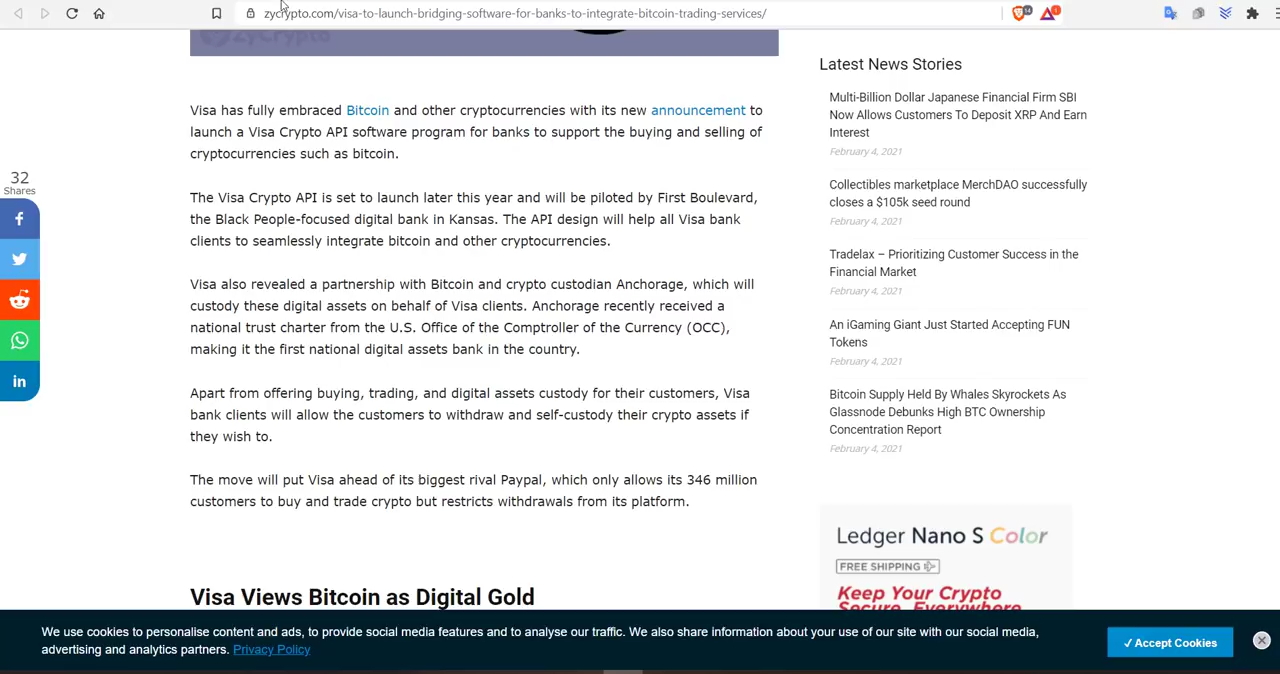 zycrypto.com/visa-to-launch-bridging-software-for-banks-to-integrate-bitcoin-trading-services/
ZyCrypto
Visa has fully embraced Bitcoin and other cryptocurrencies with its new announcement to
launch a Visa Crypto API software program for banks to support the buying and selling of
cryptocurrencies such as bitcoin.
The Visa Crypto API is set to launch later this year and will be piloted by First Boulevard,
the Black People-focused digital bank in Kansas. The API design will help all Visa bank
clients to seamlessly integrate bitcoin and other cryptocurrencies.
Visa also revealed a partnership with Bitcoin and crypto custodian Anchorage, which will
custody these digital assets on behalf of Visa clients. Anchorage recently received a
national trust charter from the U.S. Office of the Comptroller of the Currency (OCC),
making it the first national digital assets bank in the country.
Apart from offering buying, trading, and digital assets custody for their customers, Visa
bank clients will allow the customers to withdraw and self-custody their crypto assets if
they wish to.
The move will put Visa ahead of its biggest rival Paypal, which only allows its 346 million
customers to buy and trade crypto but restricts withdrawals from its platform.
Visa Views Bitcoin as Digital Gold
32
Shares
Latest News Stories
Multi-Billion Dollar Japanese Financial Firm SBI
Now Allows Customers To Deposit XRP And Earn
Interest
February 4, 2021
Collectibles marketplace MerchDAO successfully
closes a $105k seed round
February 4, 2021
Tradelax – Prioritizing Customer Success in the
Financial Market
February 4, 2021
An iGaming Giant Just Started Accepting FUN
Tokens
February 4, 2021
Bitcoin Supply Held By Whales Skyrockets As
Glassnode Debunks High BTC Ownership
Concentration Report
February 4, 2021
Ledger Nano S Color
FREE SHIPPING
Keep Your Crypto
Secure, Everywhere
We use cookies to personalise content and ads, to provide social media features and to analyse our traffic. We also share information about your use of our site with our social media,
advertising and analytics partners. Privacy Policy
✓ Accept Cookies